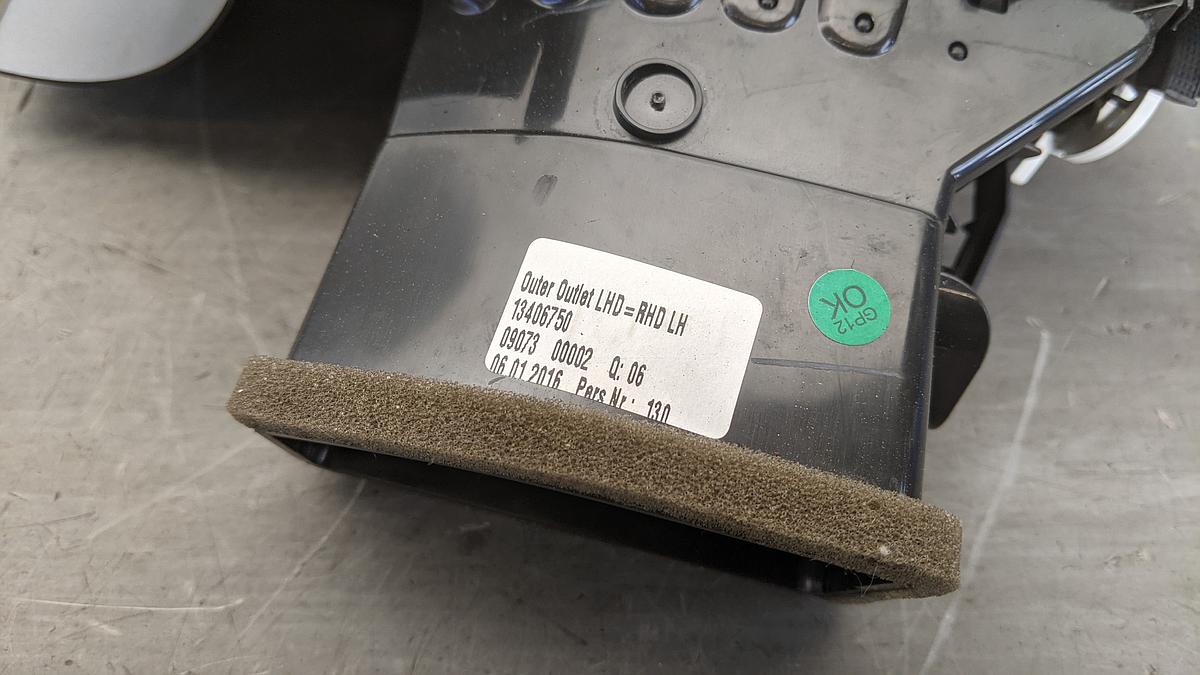 Outer Outlet LHD=RHD LH
13406750
09073 00002 Q: 06
06.01.2016 Pers.Nr.: 130
GP12
OK